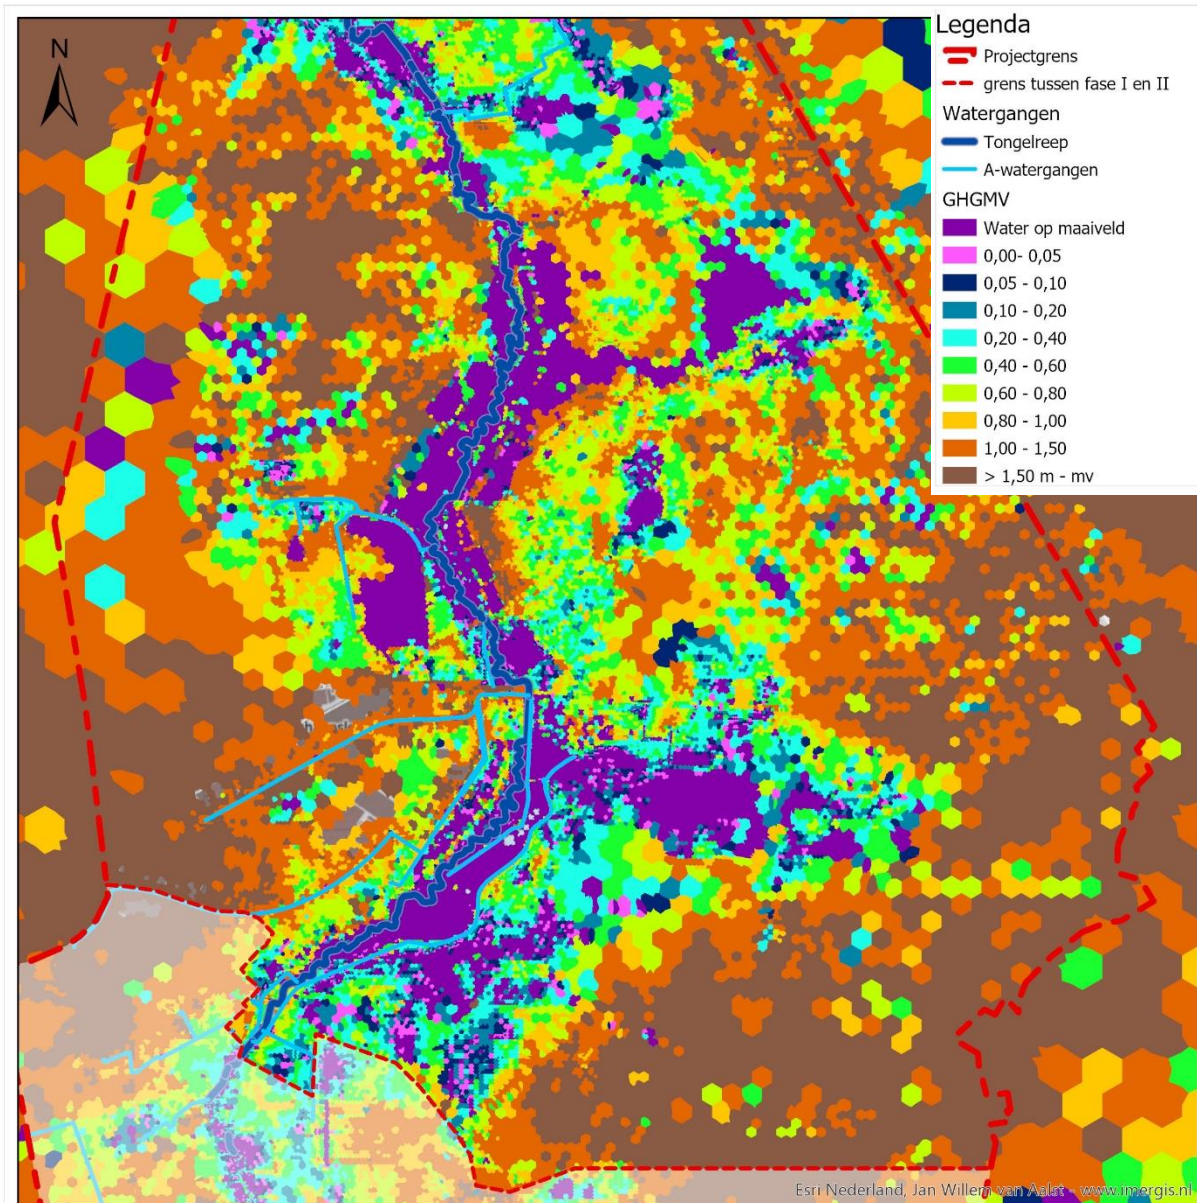 N
Legenda
Projectgrens
grens tussen fase I en II
Watergangen
Tongelreep
A-watergangen
GHGMV
Water op maaiveld
0,00- 0,05
0,05 - 0,10
0,10 - 0,20
0,20 - 0,40
0,40 - 0,60
0,60 - 0,80
0,80 - 1,00
1,00 - 1,50
> 1,50 m - mv
Esri Nederland, Jan Willem van Aalst - www.imergis.nl